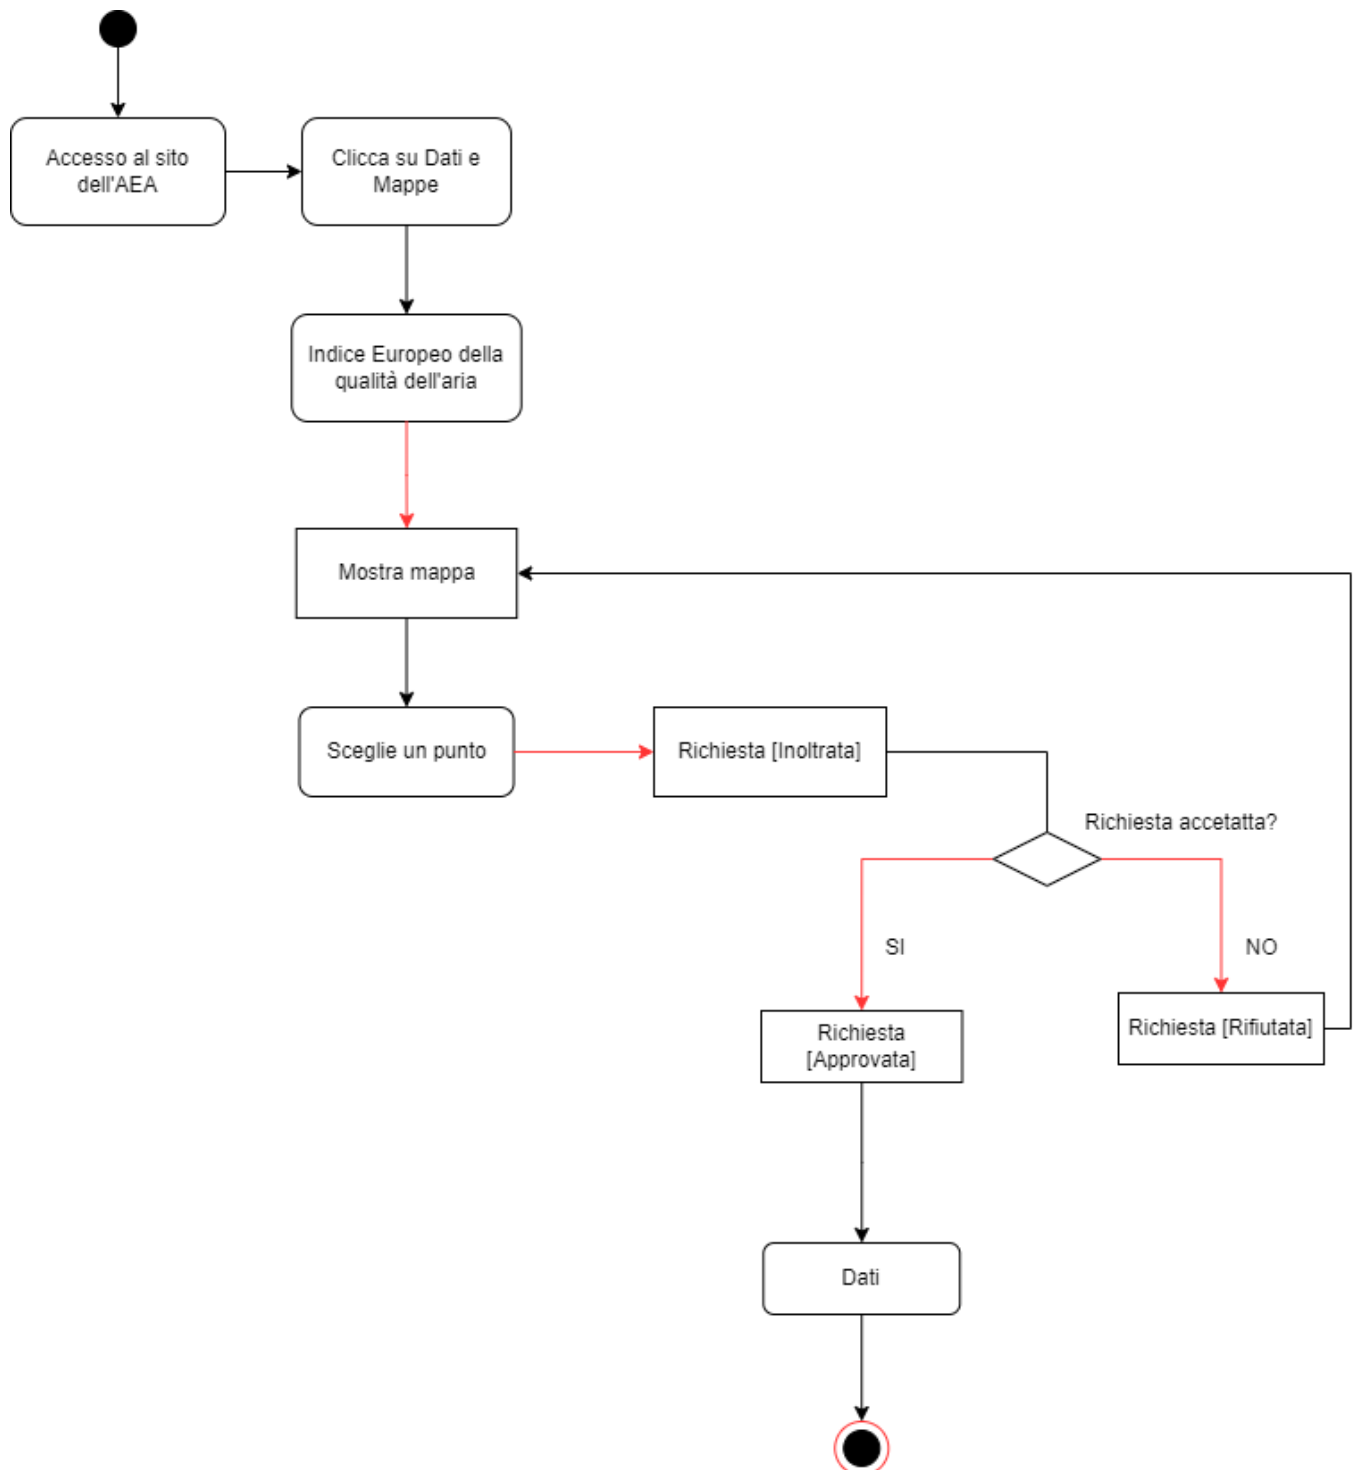 Accesso al sito
dell'AEA
Clicca su Dati e
Mappe
Indice Europeo della
qualità dell'aria
Mostra mappa
Sceglie un punto
Richiesta [Inoltrata]
Richiesta accetatta?
SI
NO
Richiesta
[Approvata]
Richiesta [Rifiutata]
Dati